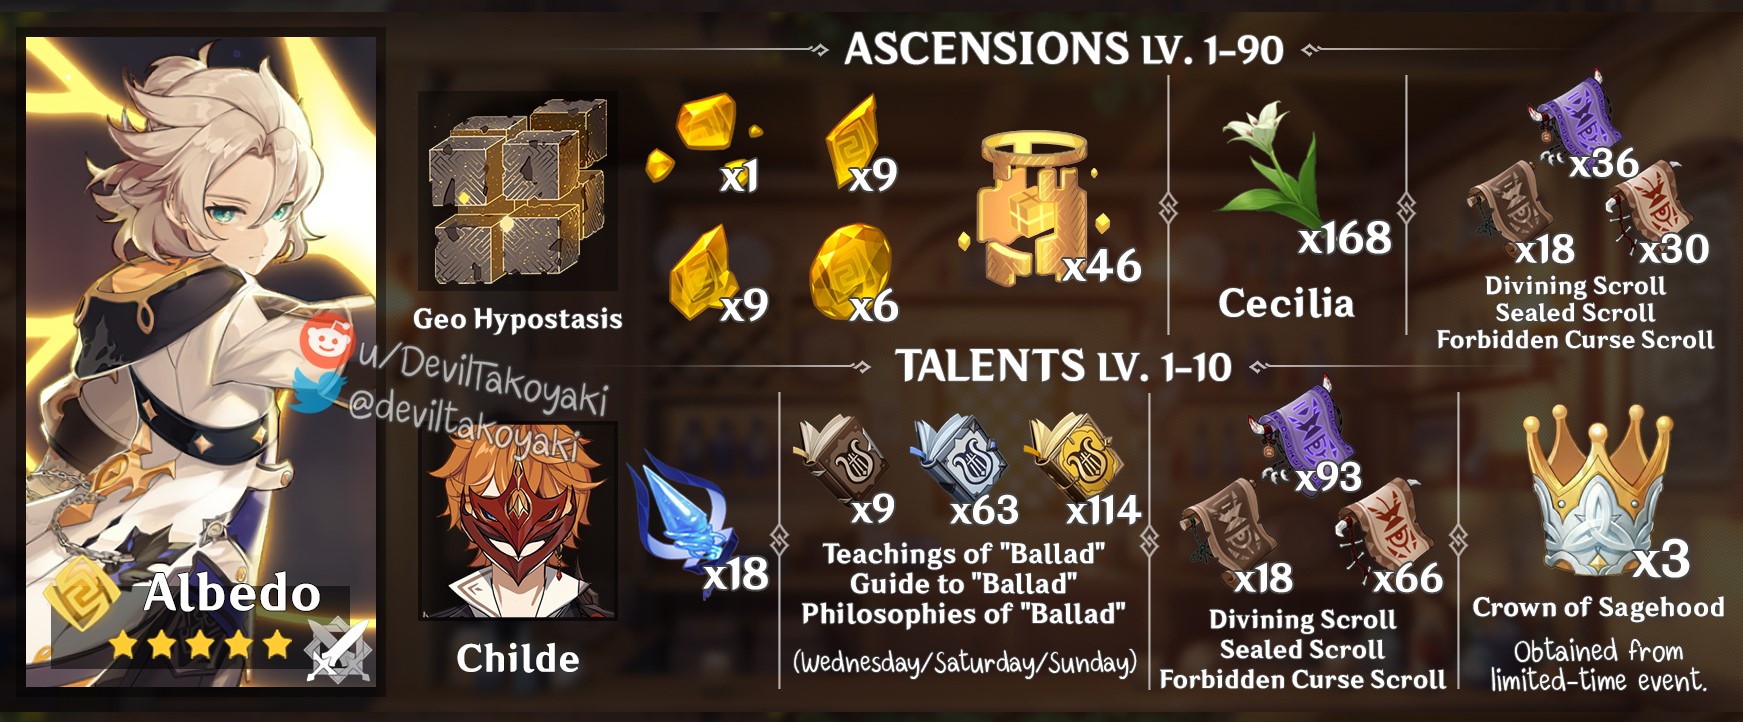 ASCENSIONS LV. 1-90
x1
x9
x9
x6
x46
x168
x36
x18
x30
Geo Hypostasis
Cecilia
Divining Scroll
Sealed Scroll
Forbidden Curse Scroll
u/DevilTakoyaki
@deviltakoyaki
TALENTS LV. 1-10
Albedo
Childe
x18
x9
x63
x114
Teachings of "Ballad"
Guide to "Ballad"
Philosophies of "Ballad"
(Wednesday/Saturday/Sunday)
x93
x18
x66
Divining Scroll
Sealed Scroll
Forbidden Curse Scroll
x3
Crown of Sagehood
Obtained from
limited-time event.